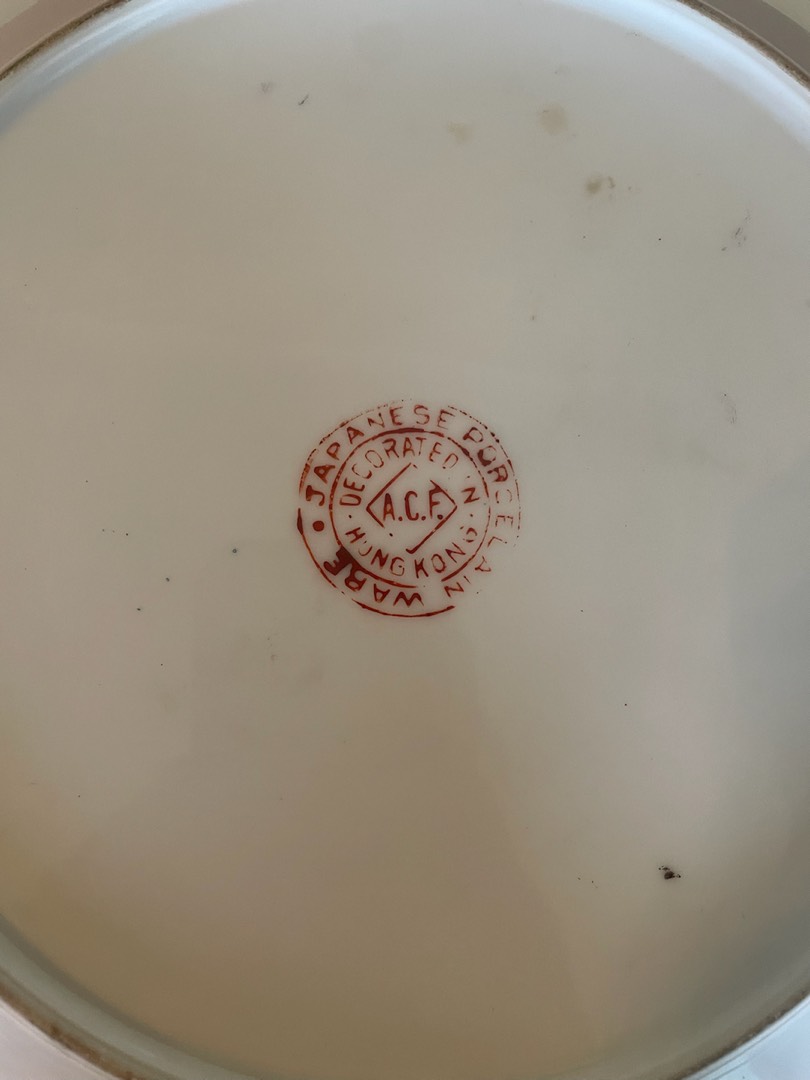 JAPANESE PORCELAIN WARE
DECORATED IN
HONG KONG
A.C.F.